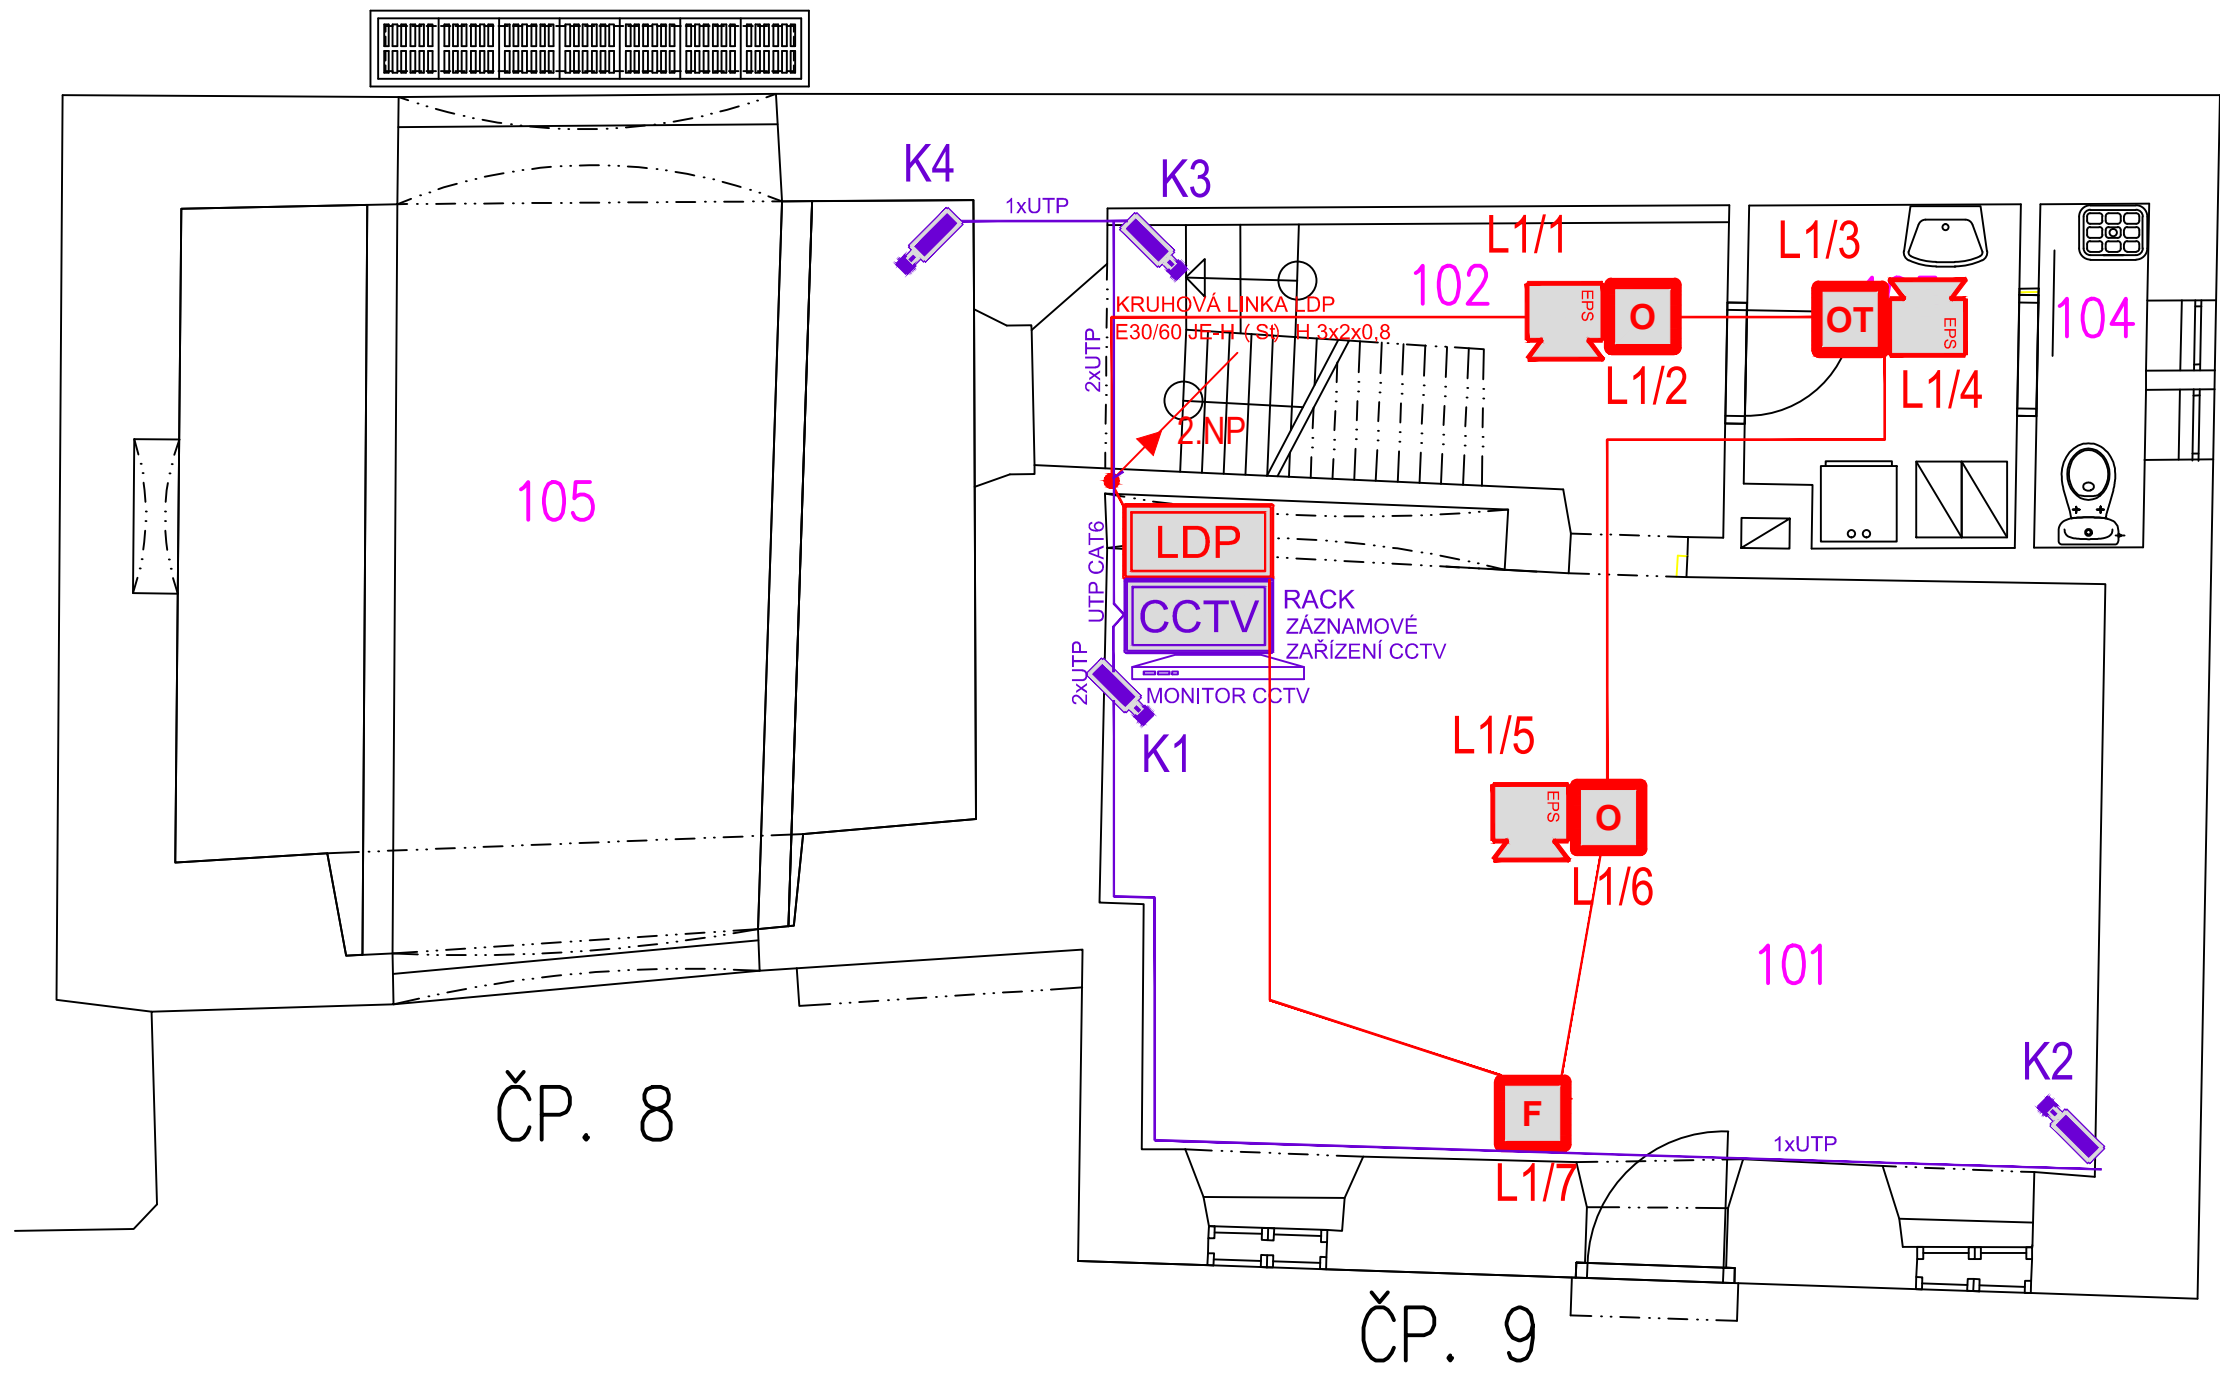 K4
K3
1xUTP
L1/1
L1/3
102
104
KRUHOVÁ LINKA LDP
E30/60 JE-H (St) H 3x2x0,8
EPS
O
OT
EPS
2xUTP
L1/2
L1/4
2.NP
105
LDP
UTP CAT6
CCTV
RACK
ZÁZNAMOVÉ
ZAŘÍZENÍ CCTV
2xUTP
MONITOR CCTV
K1
L1/5
EPS
O
L1/6
101
K2
F
1xUTP
L1/7
ČP. 8
ČP. 9